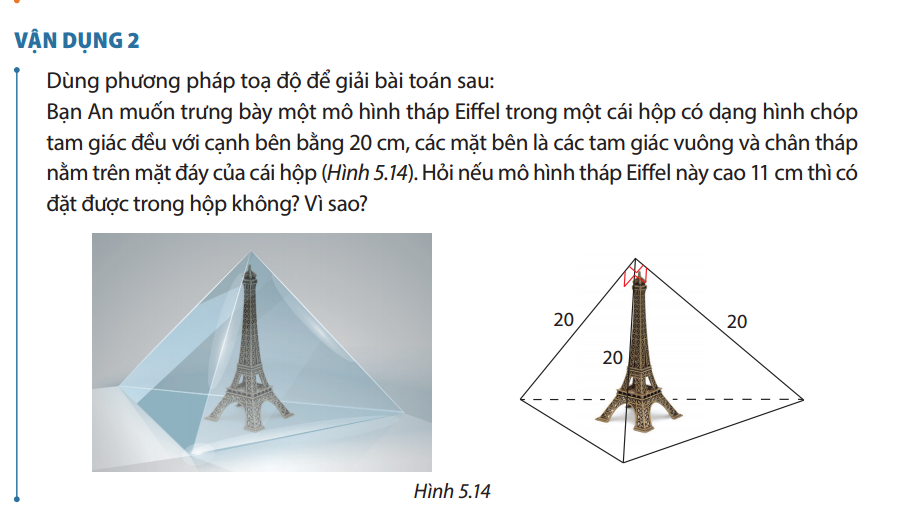 VẬN DỤNG 2
Dùng phương pháp toạ độ để giải bài toán sau:
Bạn An muốn trưng bày một mô hình tháp Eiffel trong một cái hộp có dạng hình chóp
tam giác đều với cạnh bên bằng 20 cm, các mặt bên là các tam giác vuông và chân tháp
nằm trên mặt đáy của cái hộp (Hình 5.14). Hỏi nếu mô hình tháp Eiffel này cao 11 cm thì có
đặt được trong hộp không? Vì sao?
20
20
20
Hình 5.14